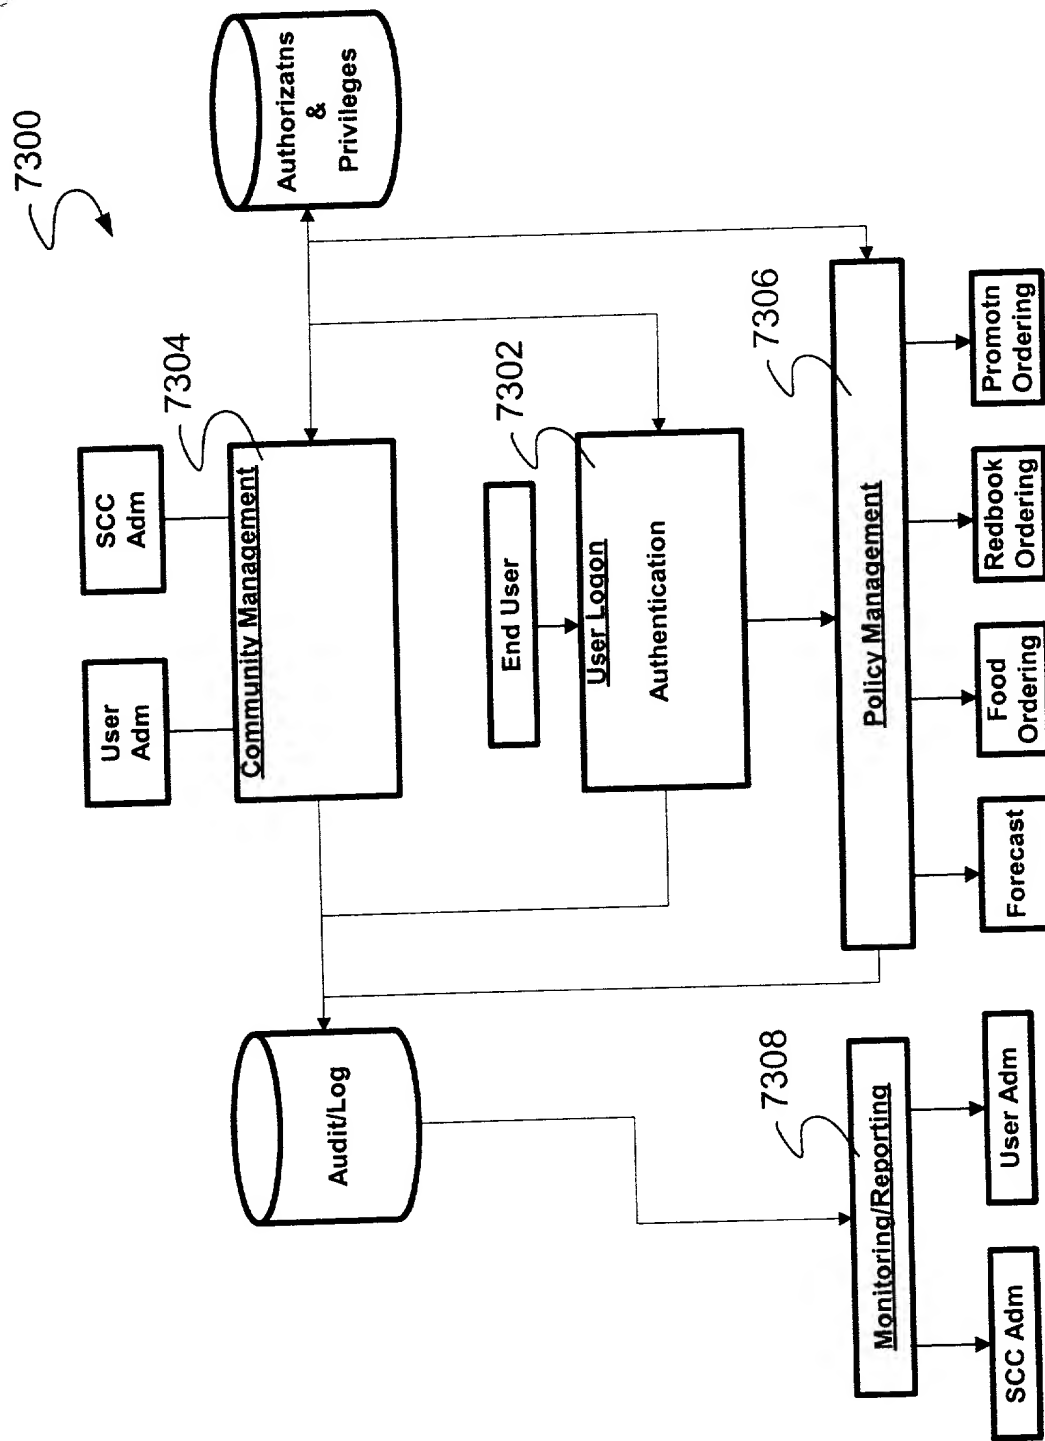 7300
User
Adm
SCC
Adm
7304
Community Management
Authorizatns
&
Privileges
Audit/Log
End User
7302
User Logon
Authentication
7306
Policy Management
7308
Monitoring/Reporting
SCC Adm
User Adm
Forecast
Food
Ordering
Redbook
Ordering
Promotn
Ordering